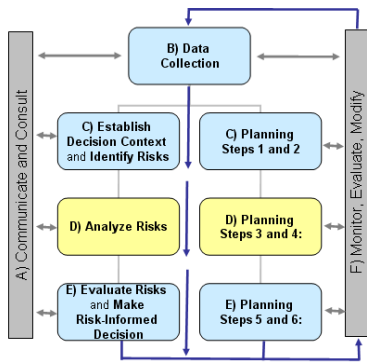 A) Communicate and Consult
B) Data
Collection
C) Establish
Decision Context
and Identify Risks
C) Planning
Steps 1 and 2
D) Analyze Risks
D) Planning
Steps 3 and 4:
E) Evaluate Risks
and Make
Risk-Informed
Decision
E) Planning
Steps 5 and 6:
F) Monitor, Evaluate, Modify